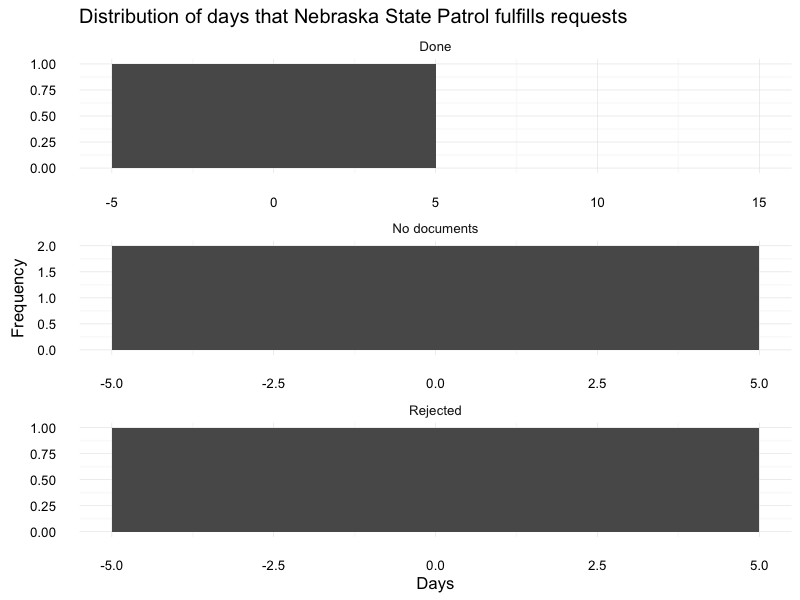 Distribution of days that Nebraska State Patrol fulfills requests
Done
1.00
0.75
0.50
0.25
0.00
-5 0 5 10 15
No documents
2.0
1.5
1.0
0.5
0.0
Frequency
-5.0 -2.5 0.0 2.5 5.0
Rejected
1.00
0.75
0.50
0.25
0.00
-5.0 -2.5 0.0 2.5 5.0
Days